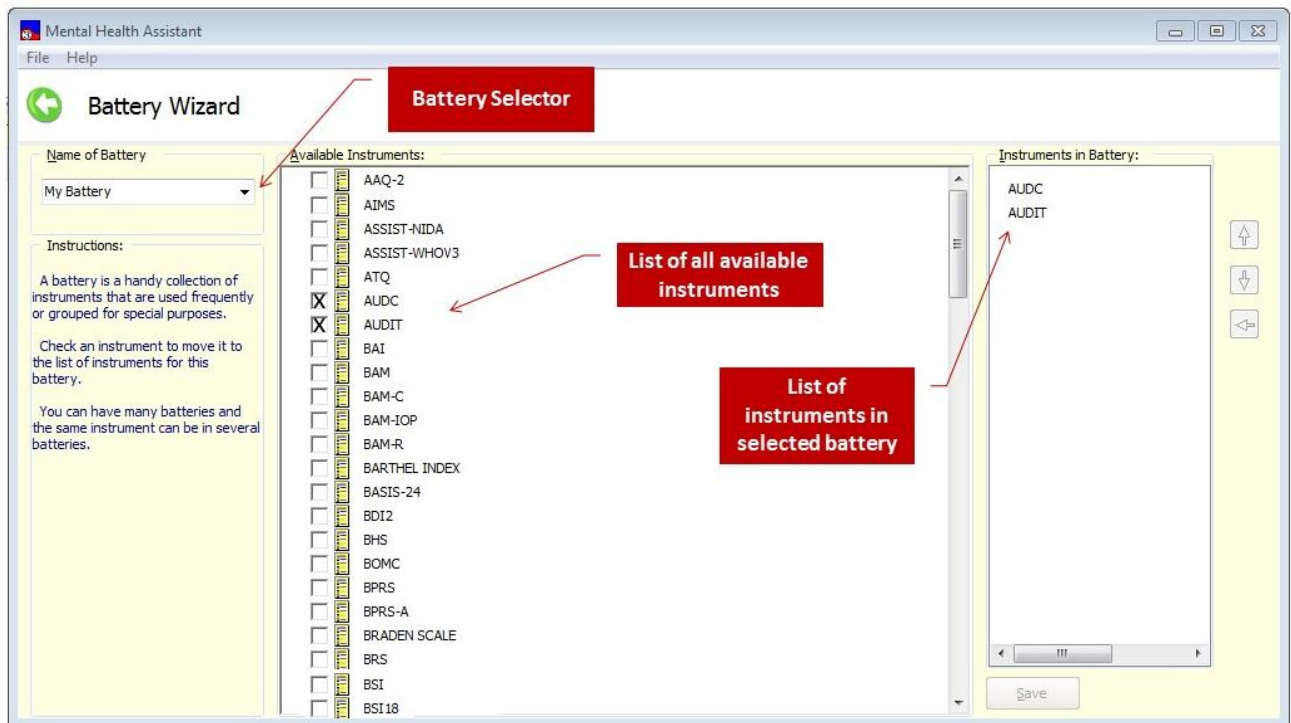 Mental Health Assistant
File Help
Battery Wizard
Battery Selector
Name of Battery
My Battery
Instructions:
A battery is a handy collection of
instruments that are used frequently
or grouped for special purposes.
Check an instrument to move it to
the list of instruments for this
battery.
You can have many batteries and
the same instrument can be in several
batteries.
Available Instruments:
AAQ-2
AIMS
ASSIST-NIDA
ASSIST-WHOV3
ATQ
X AUDC
X AUDIT
BAI
BAM
BAM-C
BAM-IOP
BAM-R
BARTHEL INDEX
BASIS-24
BDI2
BHS
BOMC
BPRS
BPRS-A
BRADEN SCALE
BRS
BSI
BSI18
List of all available
instruments
List of
instruments in
selected battery
Instruments in Battery:
AUDC
AUDIT
Save